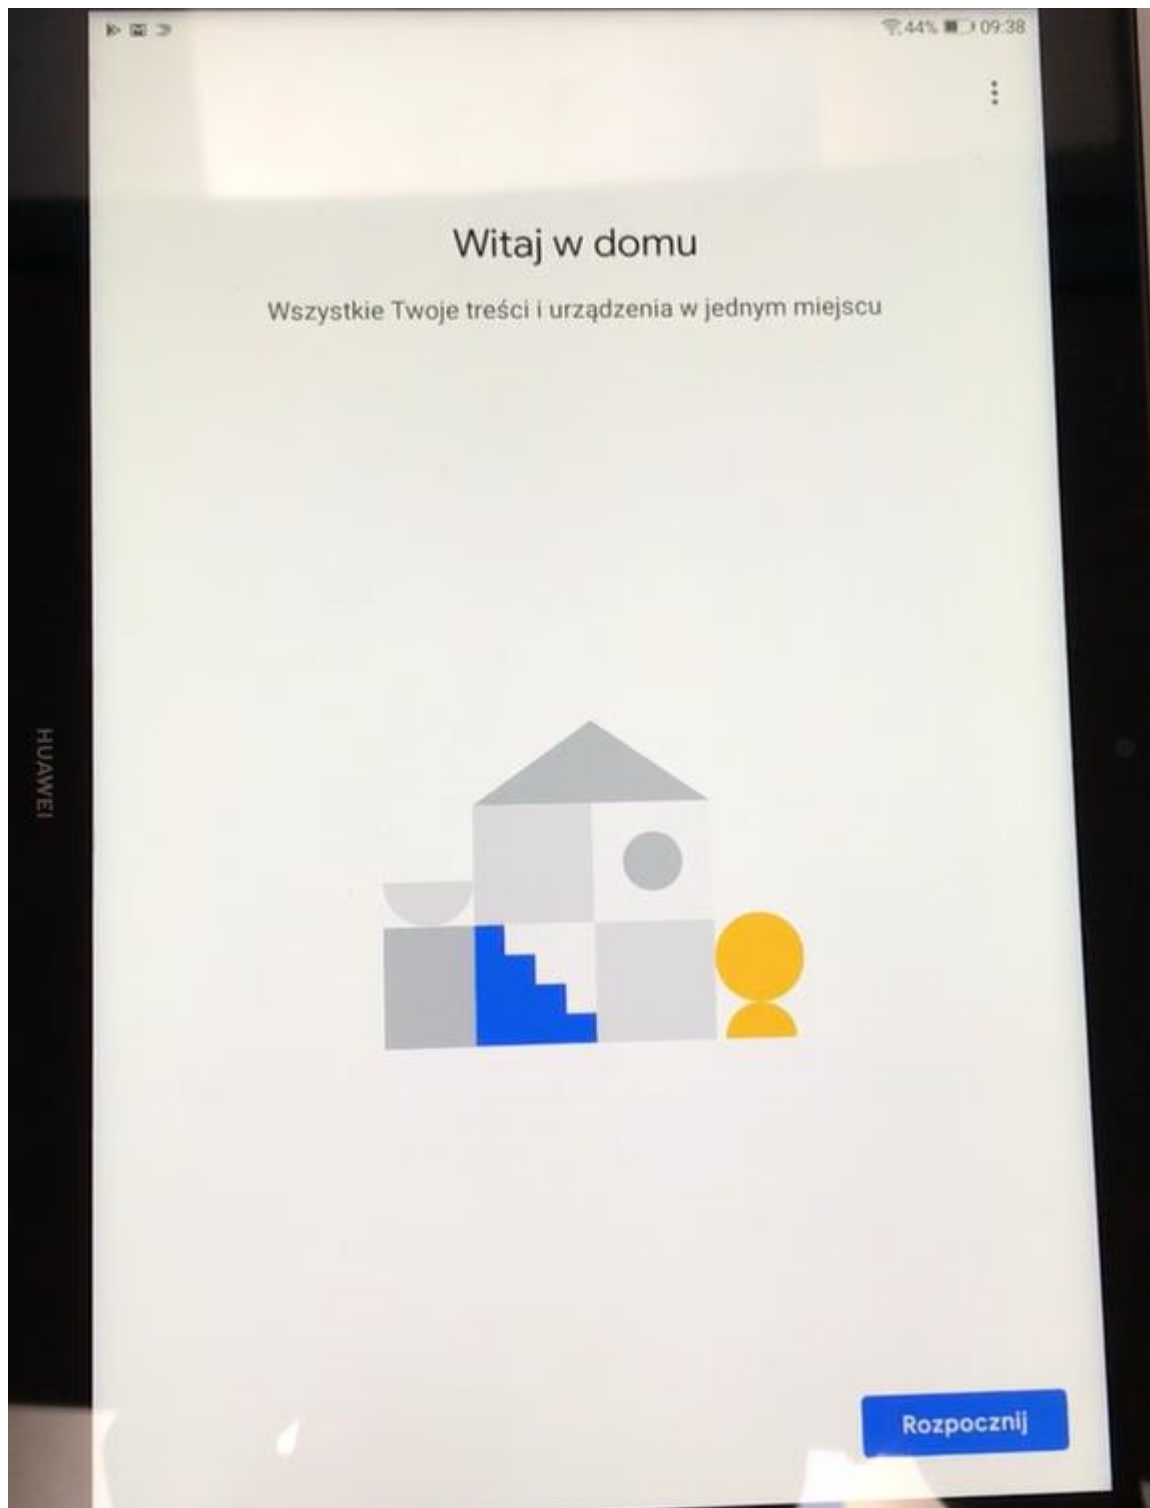 44% 09:38
Witaj w domu
Wszystkie Twoje treści i urządzenia w jednym miejscu
HUAWEI
Rozpocznij